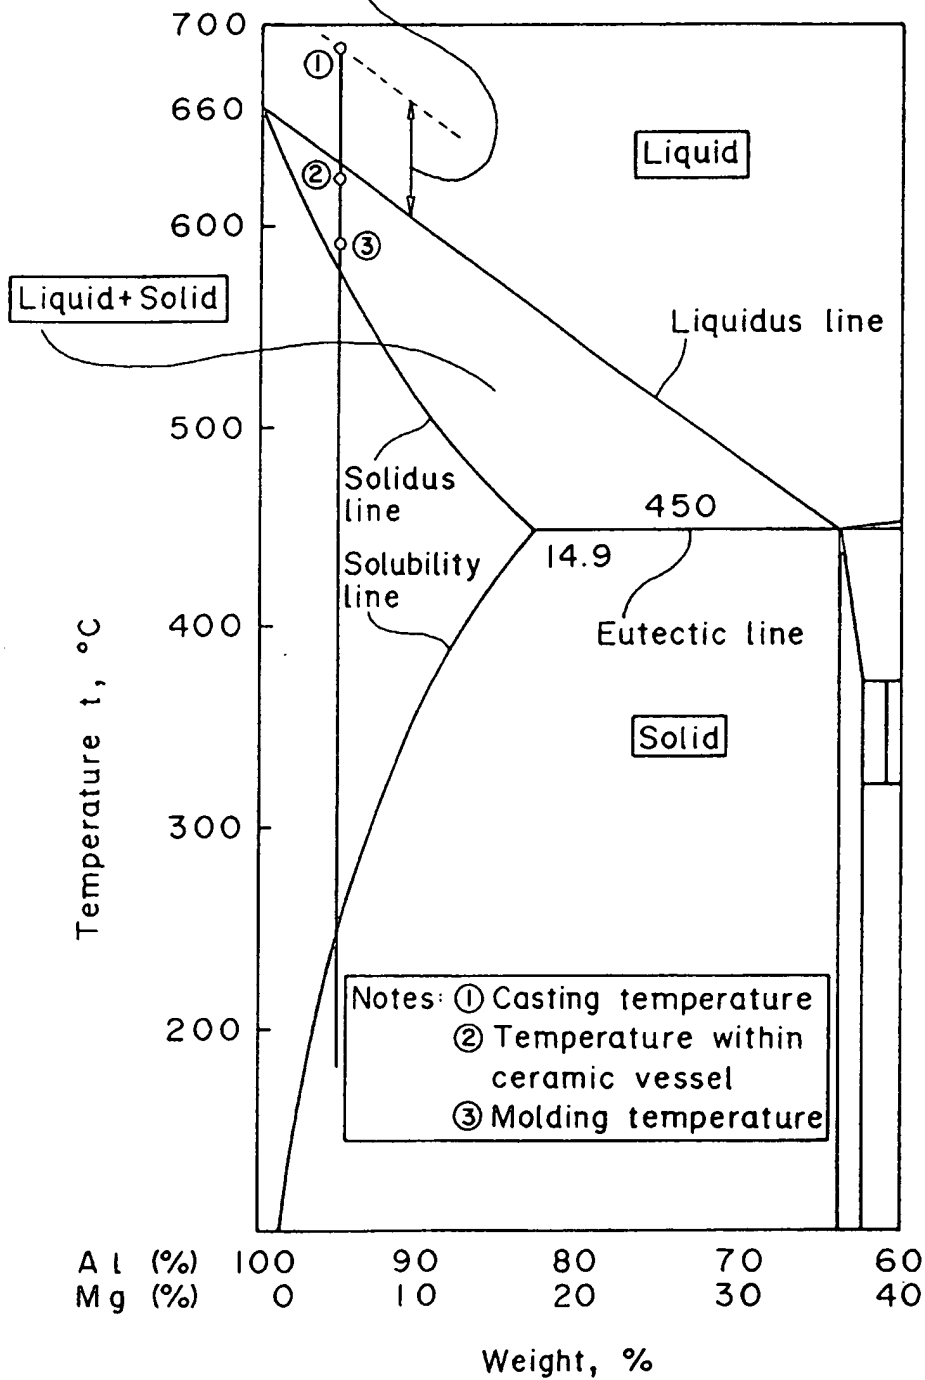 700
①
660
Liquid
②
600
③
Liquid+Solid
Liquidus line
500
Solidus
line
450
14.9
Solubility
line
400
Eutectic line
Solid
300
200
Temperature t, °C
Notes: ① Casting temperature
② Temperature within
ceramic vessel
③ Molding temperature
Al (%) 100 90 80 70 60
Mg (%) 0 10 20 30 40
Weight, %